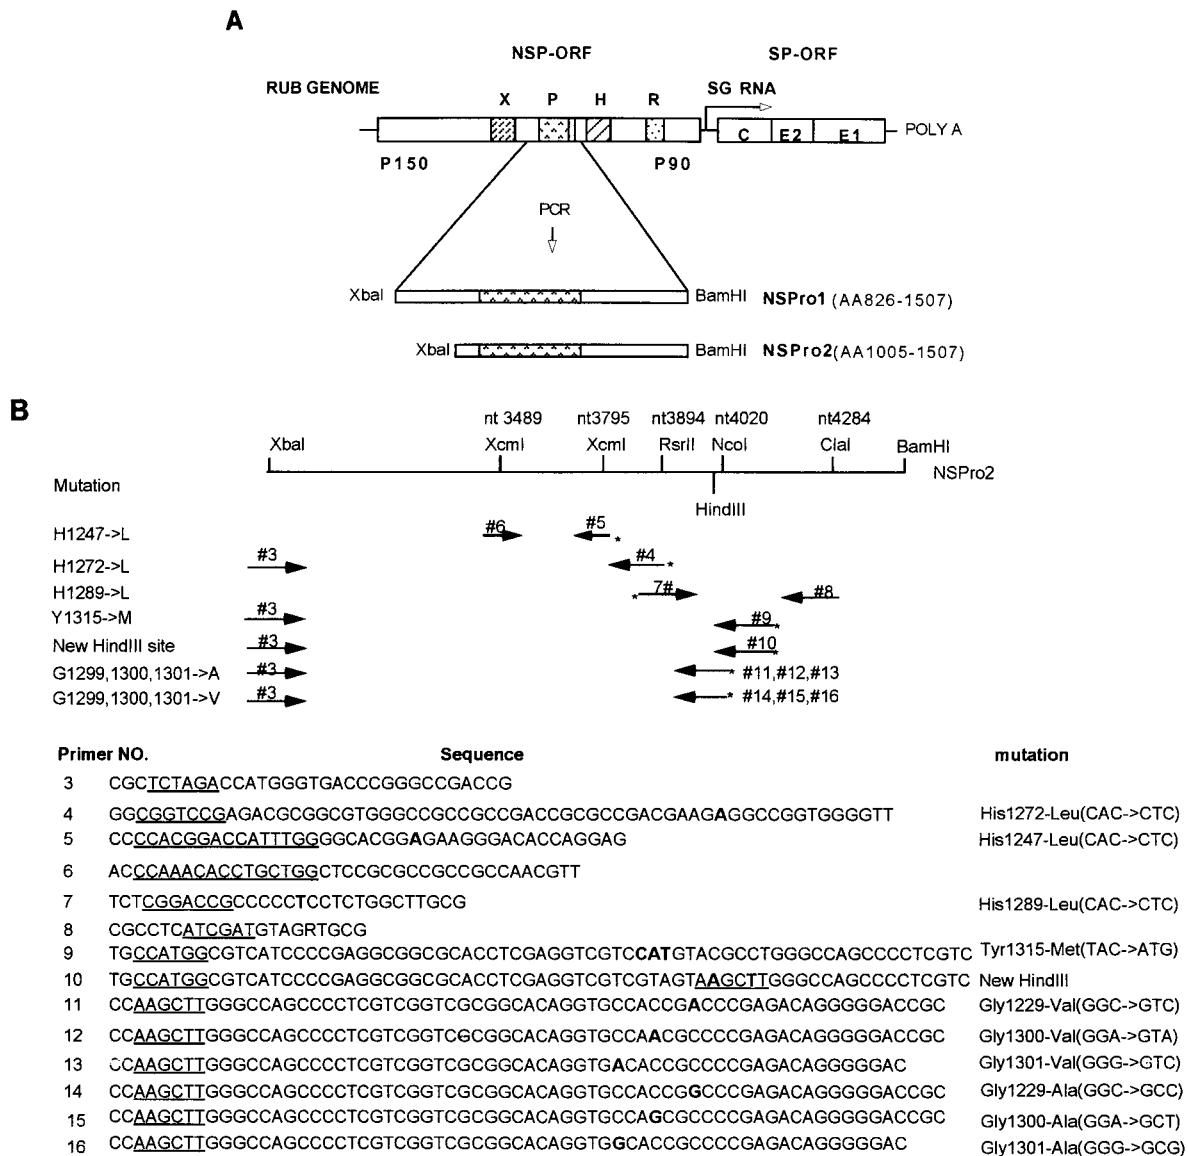 A
NSP-ORF SP-ORF
RUB GENOME X P H R SG RNA
C E2 E1 POLY A
P150 P90
PCR
XbaI BamHI NSPro1 (AA826-1507)
XbaI BamHI NSPro2(AA1005-1507)
B
nt 3489 nt3795 nt3894 nt4020 nt4284
XbaI XcmI XcmI RsrII NcoI ClaI BamHI
NSPro2
Mutation
HindIII
H1247->L #6 #5 *
H1272->L #3 #4 *
H1289->L * 7# #8
Y1315->M #3 #9 *
New HindIII site #3 #10 *
G1299,1300,1301->A #3 * #11,#12,#13
G1299,1300,1301->V #3 * #14,#15,#16
Primer NO. Sequence mutation
3 CGCTCTAGACCATGGGTGACCCGGGCCGACCG
4 GGCGGTCCGAGACGCGGCGTGGGCCGCCGCCGACCGCGCCGACGAAGAGGCCGGTGGGGTT His1272-Leu(CAC->CTC)
5 CCCCACGGACCATTTGGGGCACGGAGAAGGGACACCAGGAG His1247-Leu(CAC->CTC)
6 ACCCAAACACCTGCTGGCTCCGCGCCGCCGCCAACGTT
7 TCTCGGACCGCCCCCTCCTCTGGCTTGCG His1289-Leu(CAC->CTC)
8 CGCCTCATCGATGTAGRTGCG
9 TGCCATGGCGTCATCCCCGAGGCGGCGCACCTCGAGGTCGTCCATGTACGCCTGGGCCAGCCCCTCGTC Tyr1315-Met(TAC->ATG)
10 TGCCATGGCGTCATCCCCGAGGCGGCGCACCTCGAGGTCGTCGTAGTAAGCTTGGGCCAGCCCCTCGTC New HindIII
11 CCAAGCTTGGGCCAGCCCCTCGTCGGTCGGCACAGGTGCCACCGACCCGAGACAGGGGGACCGC Gly1229-Val(GGC->GTC)
12 CCAAGCTTGGGCCAGCCCCTCGTCGGTCGGCACAGGTGCCAACGCCCCGAGACAGGGGGACCGC Gly1300-Val(GGA->GTA)
13 CCAAGCTTGGGCCAGCCCCTCGTCGGTCGGCACAGGTGACACCGCCCCGAGACAGGGGGAC Gly1301-Val(GGG->GTC)
14 CCAAGCTTGGGCCAGCCCCTCGTCGGTCGGCACAGGTGCCACCGGCCCGAGACAGGGGGACCGC Gly1229-Ala(GGC->GCC)
15 CCAAGCTTGGGCCAGCCCCTCGTCGGTCGGCACAGGTGCCAGCGCCCCGAGACAGGGGGACCGC Gly1300-Ala(GGA->GCT)
16 CCAAGCTTGGGCCAGCCCCTCGTCGGTCGGCACAGGTGGCACCGCCCCGAGACAGGGGGAC Gly1301-Ala(GGG->GCG)